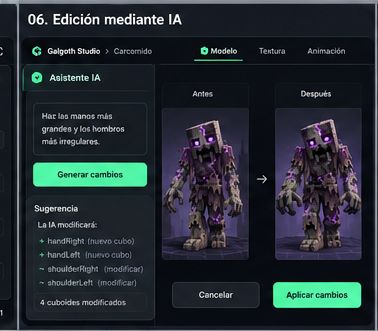 06. Edición mediante IA
Galgoth Studio > Carcomido
Modelo
Textura
Animación
Asistente IA
Haz las manos más
grandes y los hombros
más irregulares.
Generar cambios
Sugerencia
La IA modificará:
+ handRight (nuevo cubo)
+ handLeft (nuevo cubo)
~ shoulderRight (modificar)
~ shoulderLeft (modificar)
4 cuboides modificados
Antes
Después
→
Cancelar
Aplicar cambios